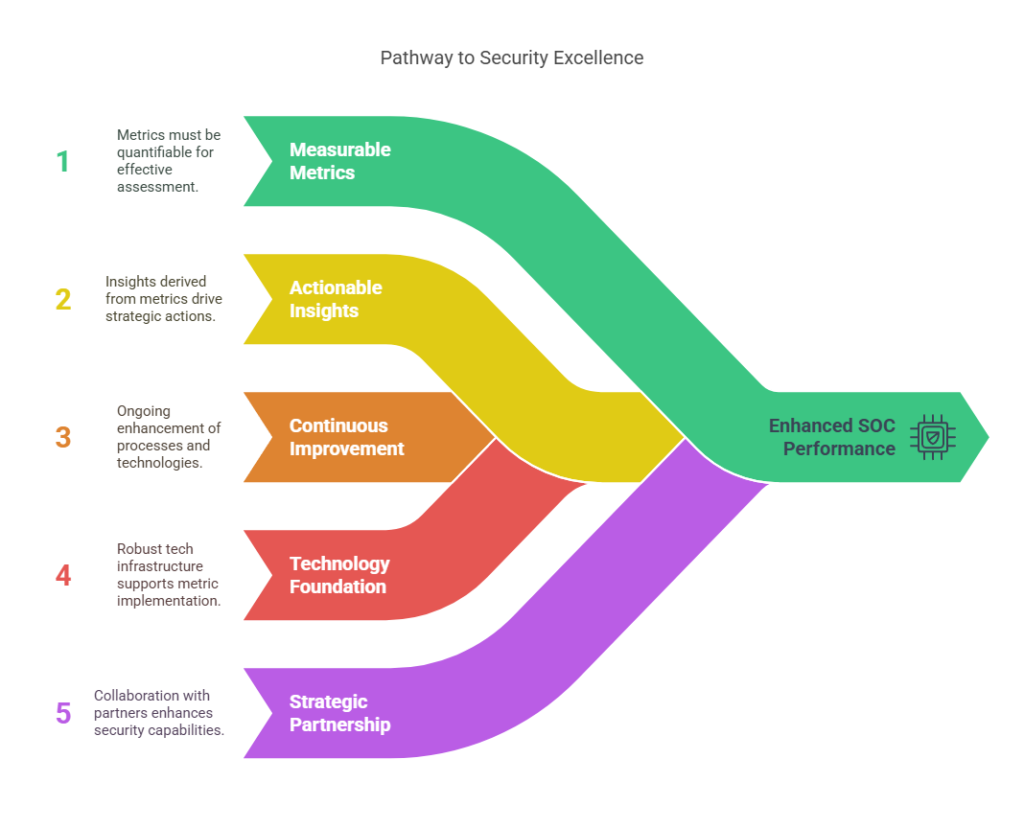 Pathway to Security Excellence
1
Metrics must be
quantifiable for
effective
assessment.
Measurable
Metrics
2
Insights derived
from metrics drive
strategic actions.
Actionable
Insights
3
Ongoing
enhancement of
processes and
technologies.
Continuous
Improvement
Enhanced SOC
Performance
4
Robust tech
infrastructure
supports metric
implementation.
Technology
Foundation
5
Collaboration with
partners enhances
security capabilities.
Strategic
Partnership